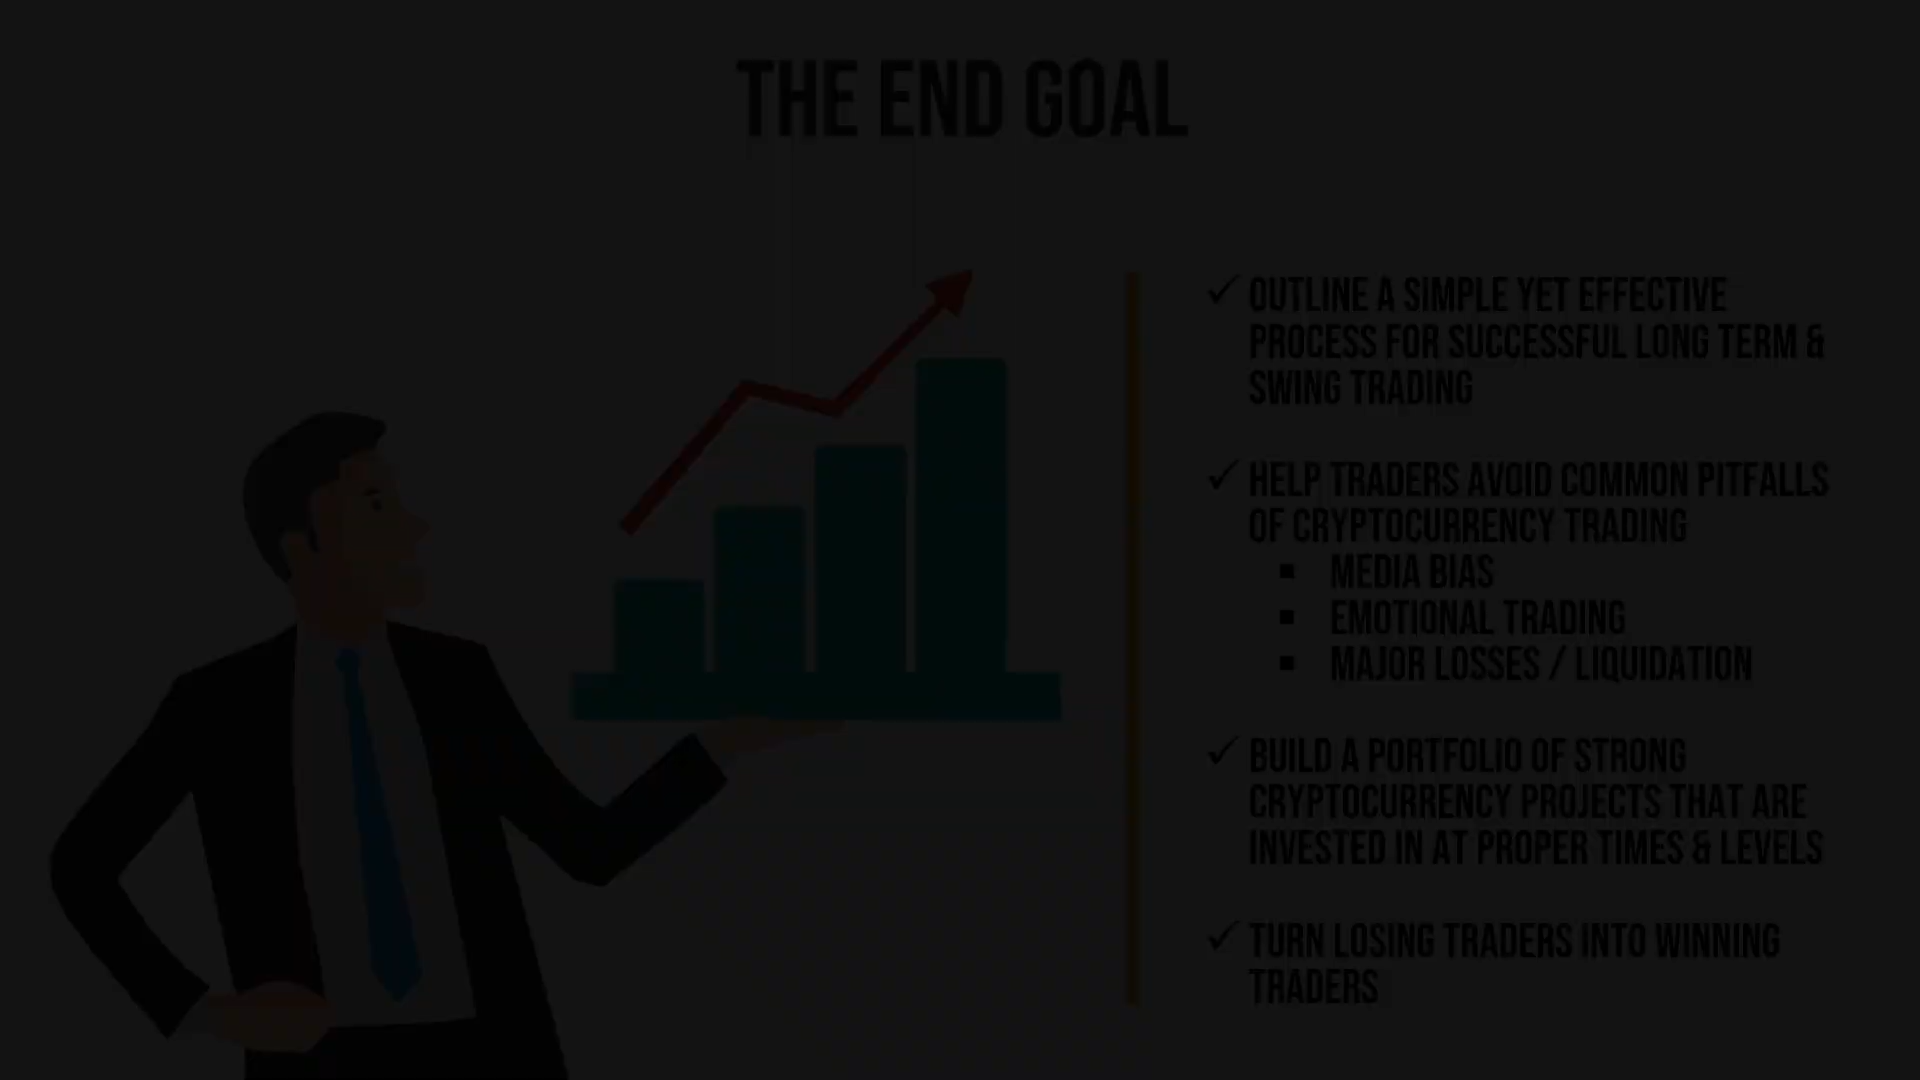 THE END GOAL
✓ OUTLINE A SIMPLE YET EFFECTIVE
PROCESS FOR SUCCESSFUL LONG TERM &
SWING TRADING
✓ HELP TRADERS AVOID COMMON PITFALLS
OF CRYPTOCURRENCY TRADING
▪ MEDIA BIAS
▪ EMOTIONAL TRADING
▪ MAJOR LOSSES / LIQUIDATION
✓ BUILD A PORTFOLIO OF STRONG
CRYPTOCURRENCY PROJECTS THAT ARE
INVESTED IN AT PROPER TIMES & LEVELS
✓ TURN LOSING TRADERS INTO WINNING
TRADERS